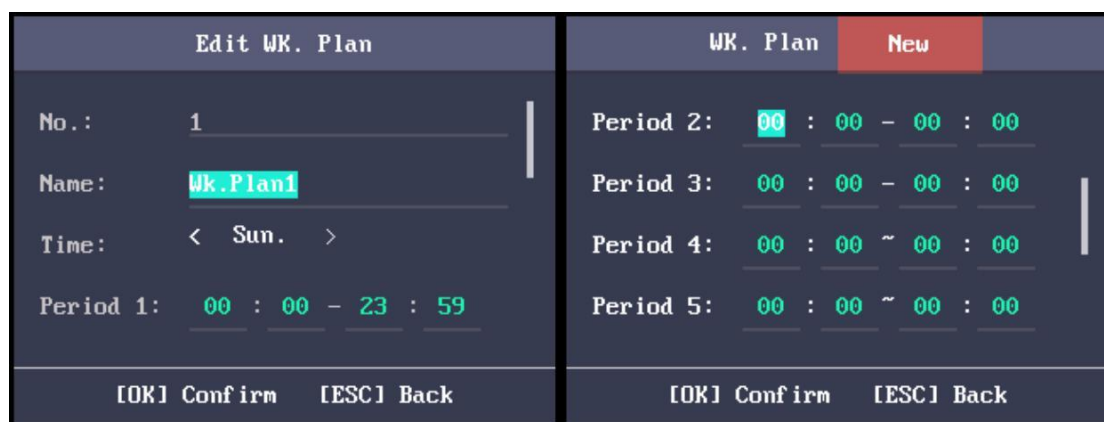 Edit WK. Plan
No.: 1
Name: Wk.Plan1
Time: < Sun. >
Period 1: 00 : 00 - 23 : 59
[OK] Confirm [ESC] Back
WK. Plan New
Period 2: 00 : 00 - 00 : 00
Period 3: 00 : 00 - 00 : 00
Period 4: 00 : 00 ~ 00 : 00
Period 5: 00 : 00 ~ 00 : 00
[OK] Confirm [ESC] Back